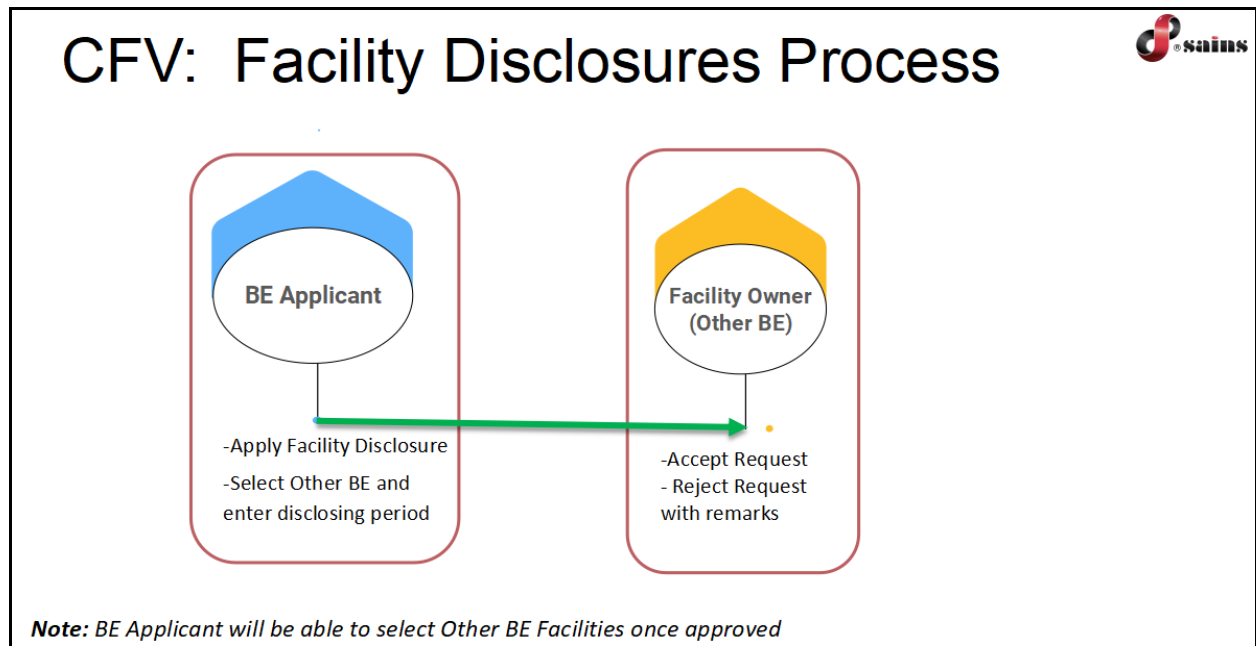 CFV: Facility Disclosures Process
®sains
BE Applicant
-Apply Facility Disclosure
-Select Other BE and
enter disclosing period
Facility Owner
(Other BE)
-Accept Request
- Reject Request
with remarks
Note: BE Applicant will be able to select Other BE Facilities once approved